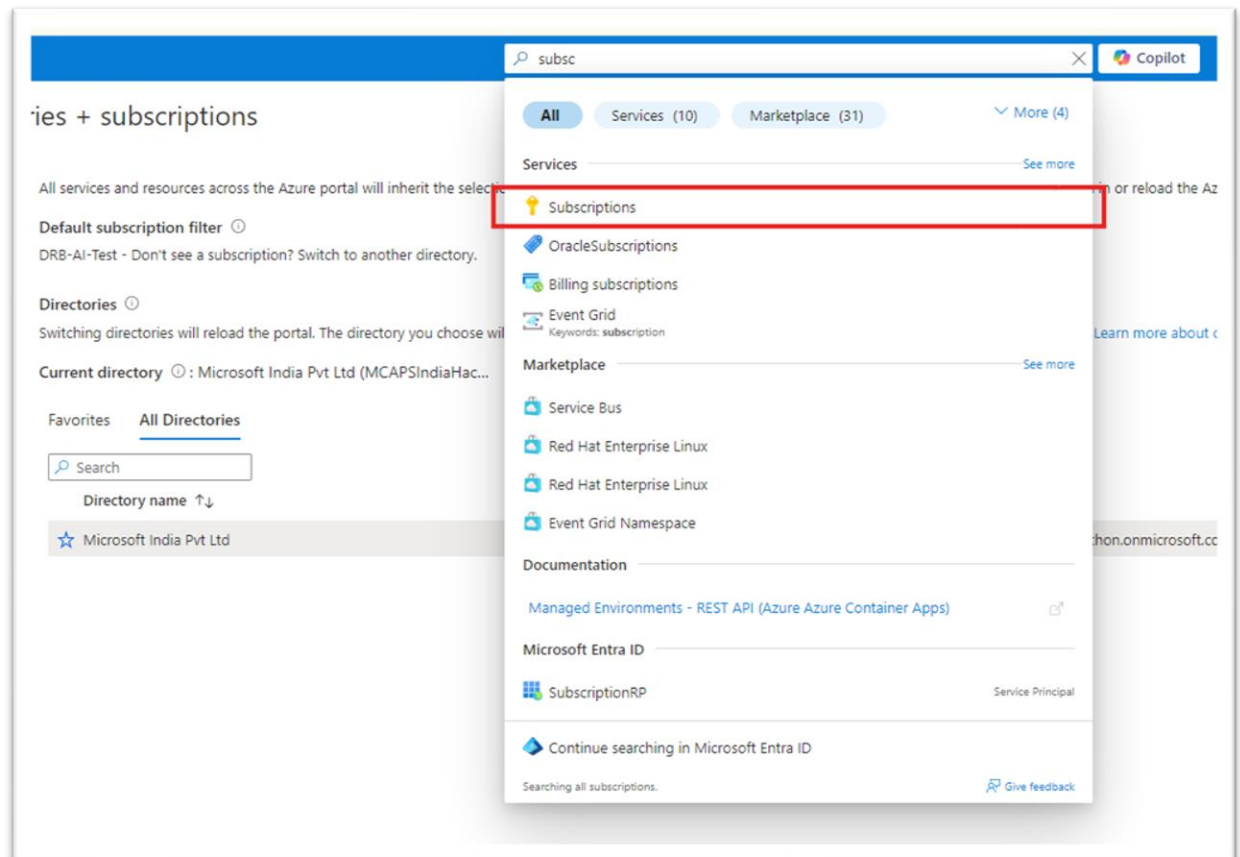 subsc
Copilot
ries + subscriptions
All Services (10) Marketplace (31) More (4)
Services See more
All services and resources across the Azure portal will inherit the selectio in or reload the Az
Subscriptions
Default subscription filter
DRB-AI-Test - Don't see a subscription? Switch to another directory.
OracleSubscriptions
Billing subscriptions
Directories
Event Grid
Keywords: subscription
Switching directories will reload the portal. The directory you choose wil Learn more about
Marketplace See more
Current directory : Microsoft India Pvt Ltd (MCAPSIndiaHac...
Service Bus
Favorites All Directories
Red Hat Enterprise Linux
Search
Red Hat Enterprise Linux
Directory name
Event Grid Namespace
Microsoft India Pvt Ltd thon.onmicrosoft.cc
Documentation
Managed Environments - REST API (Azure Azure Container Apps)
Microsoft Entra ID
SubscriptionRP Service Principal
Continue searching in Microsoft Entra ID
Searching all subscriptions. Give feedback